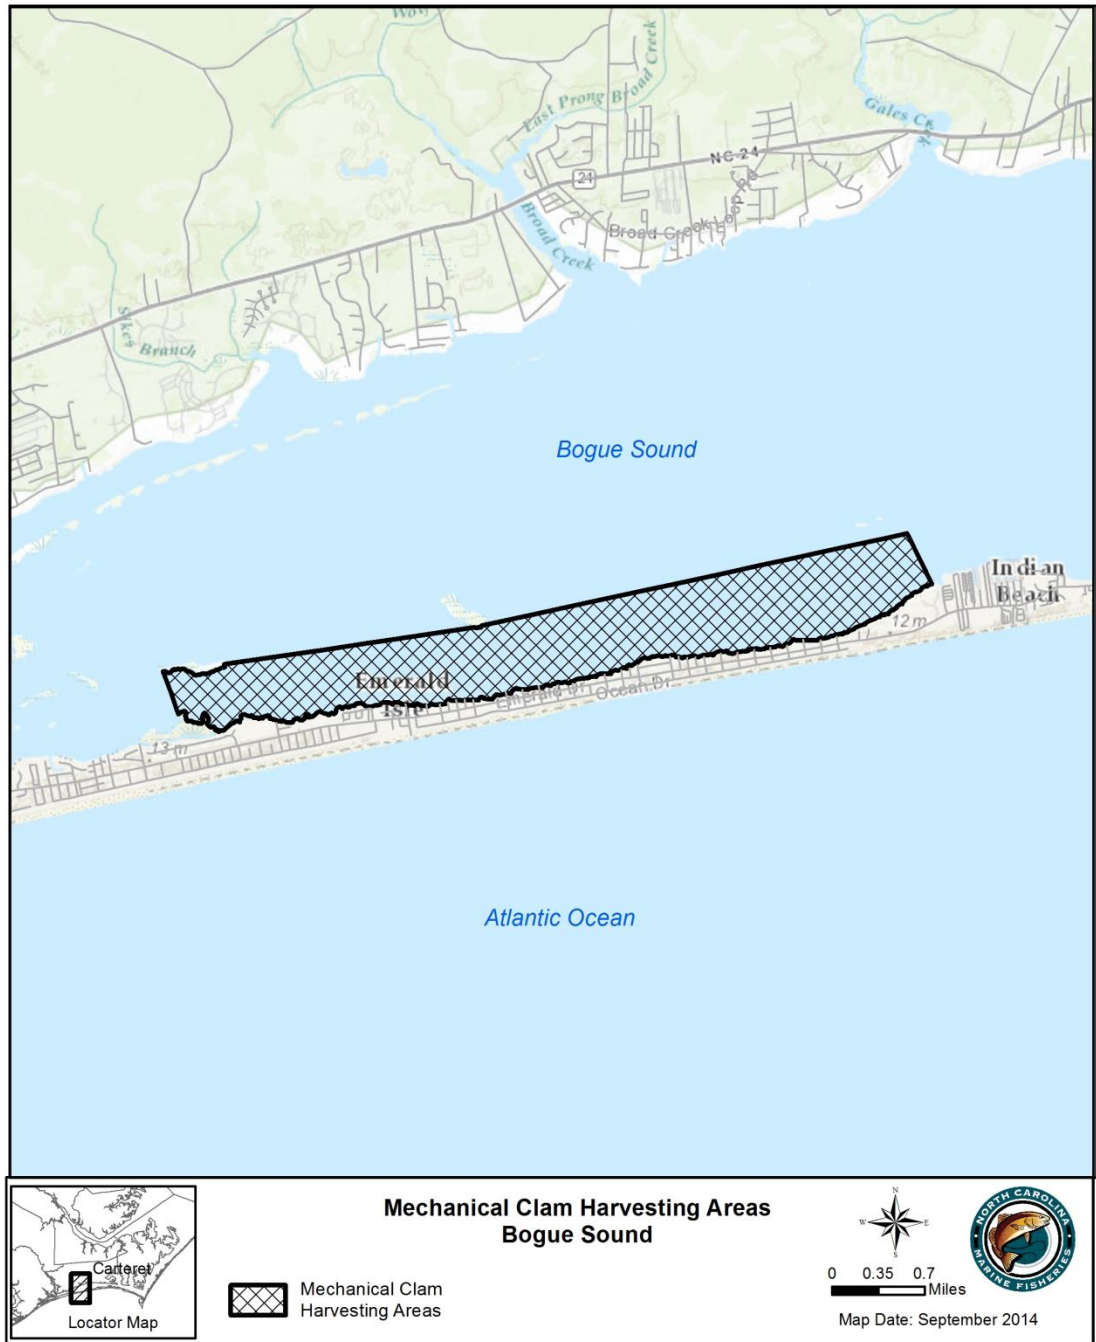 East Prong Broad Creek
Gales Creek
NC-24
24
Broad Creek Loop Rd
Broad Creek
Sikes Branch
Bogue Sound
Indian
Beach
12 m
Emerald
Isle
Emerald Dr
Ocean Dr
13 m
Atlantic Ocean
Mechanical Clam Harvesting Areas
Bogue Sound
Carteret
Locator Map
Mechanical Clam
Harvesting Areas
N
W
E
S
0 0.35 0.7
Miles
Map Date: September 2014
NORTH CAROLINA
MARINE FISHERIES